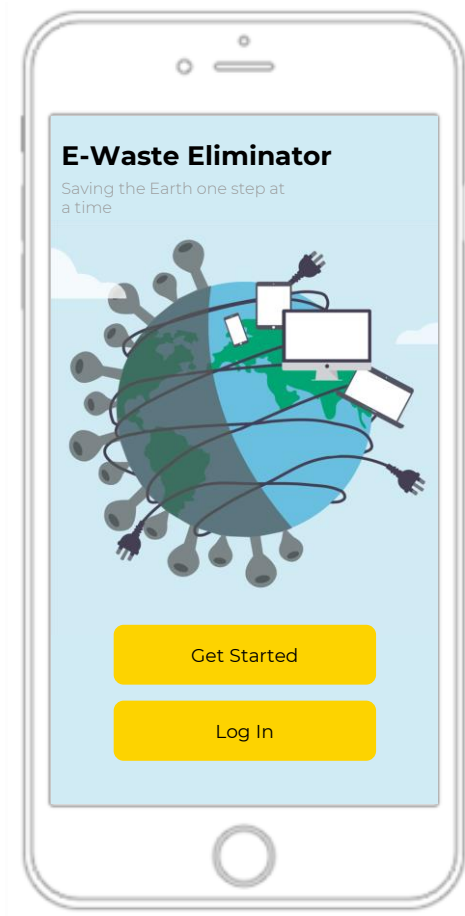 E-Waste Eliminator
Saving the Earth one step at
a time
Get Started
Log In